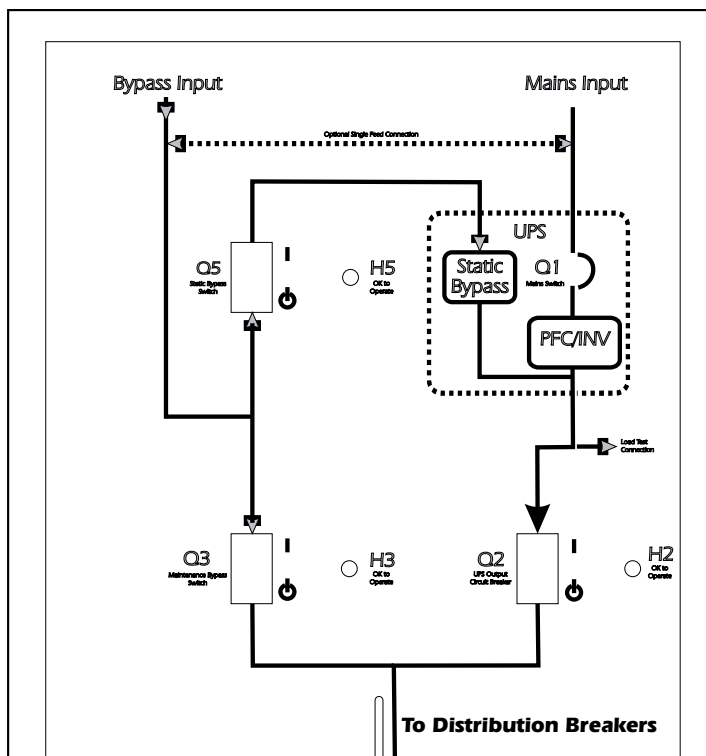 Bypass Input
Mains Input
Optional Single Feed Connection
UPS
Q5
Static Bypass
Switch
H5
OK to
Operate
Static
Bypass
Q1
Mains Switch
PFC/INV
Load Test
Connection
Q3
Maintenance Bypass
Switch
H3
OK to
Operate
Q2
UPS Output
Circuit Breaker
H2
OK to
Operate
To Distribution Breakers